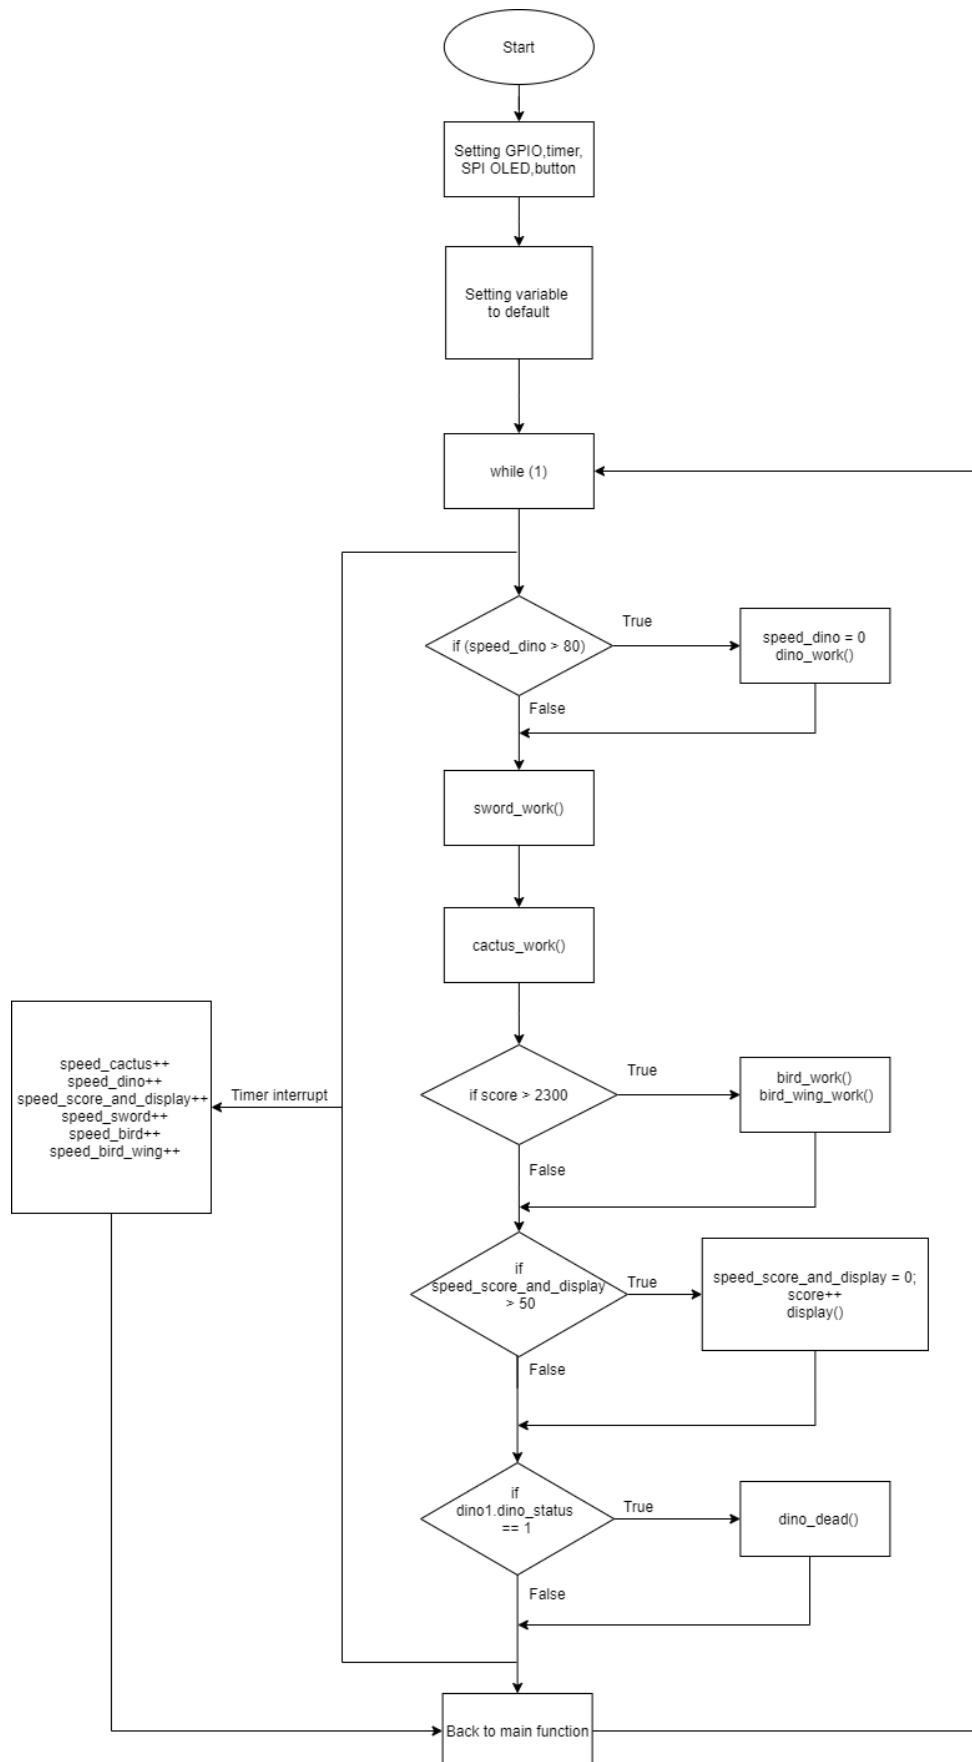 Start
Setting GPIO,timer,
SPI OLED,button
Setting variable
to default
while (1)
if (speed_dino > 80)
True
speed_dino = 0
dino_work()
False
sword_work()
cactus_work()
speed_cactus++
speed_dino++
speed_score_and_display++
speed_sword++
speed_bird++
speed_bird_wing++
Timer interrupt
if score > 2300
True
bird_work()
bird_wing_work()
False
if
speed_score_and_display
> 50
True
speed_score_and_display = 0;
score++
display()
False
if
dino1.dino_status
== 1
True
dino_dead()
False
Back to main function